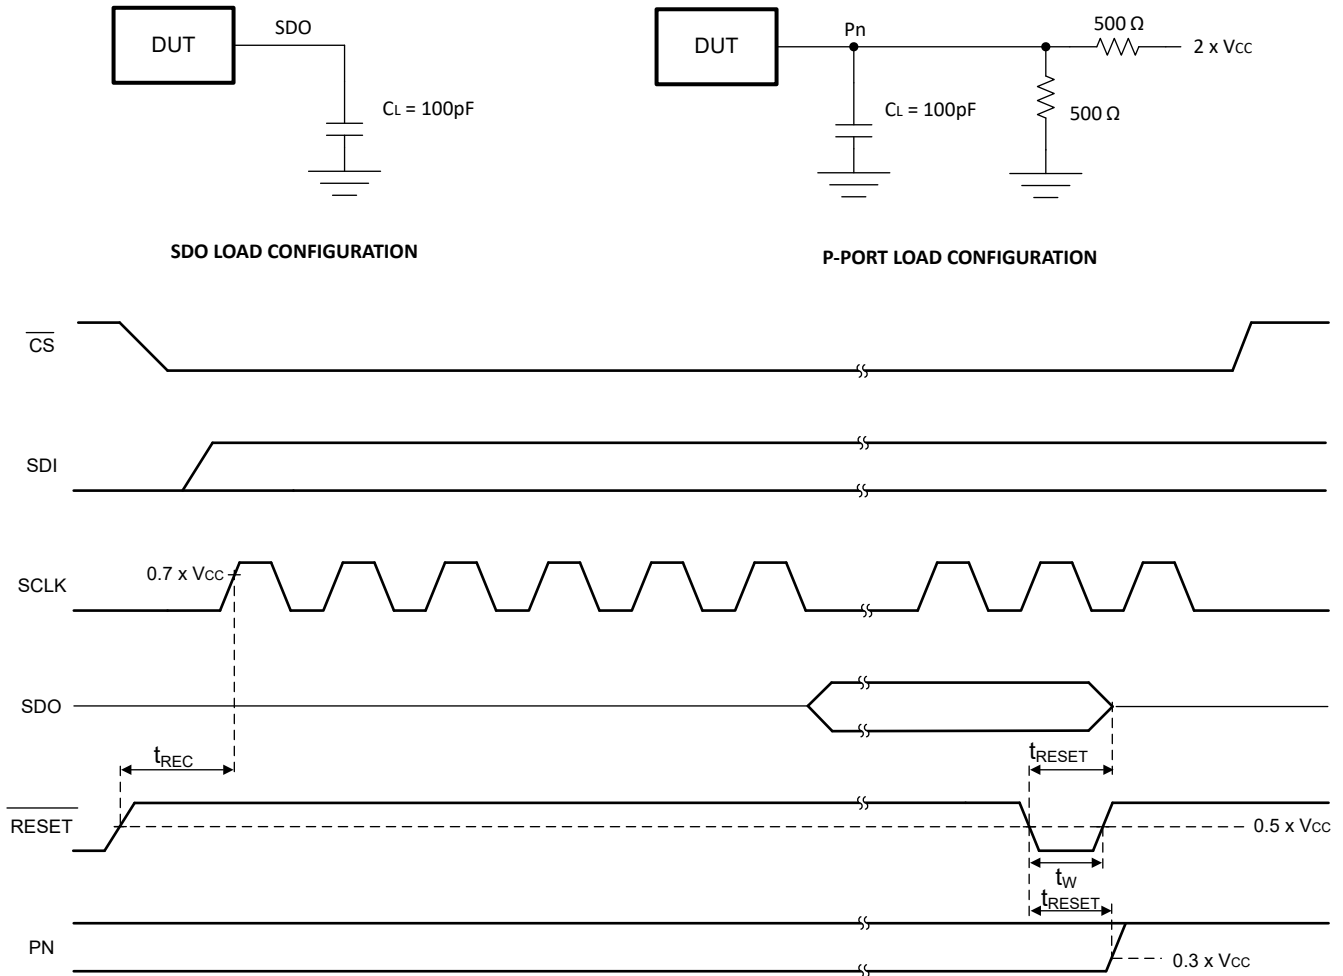 DUT
SDO
CL = 100pF
SDO LOAD CONFIGURATION
DUT
Pn
500 Ω
2 x VCC
CL = 100pF
500 Ω
P-PORT LOAD CONFIGURATION
CS
SDI
SCLK
0.7 x VCC
SDO
tREC
tRESET
RESET
0.5 x VCC
tW
tRESET
PN
0.3 x VCC